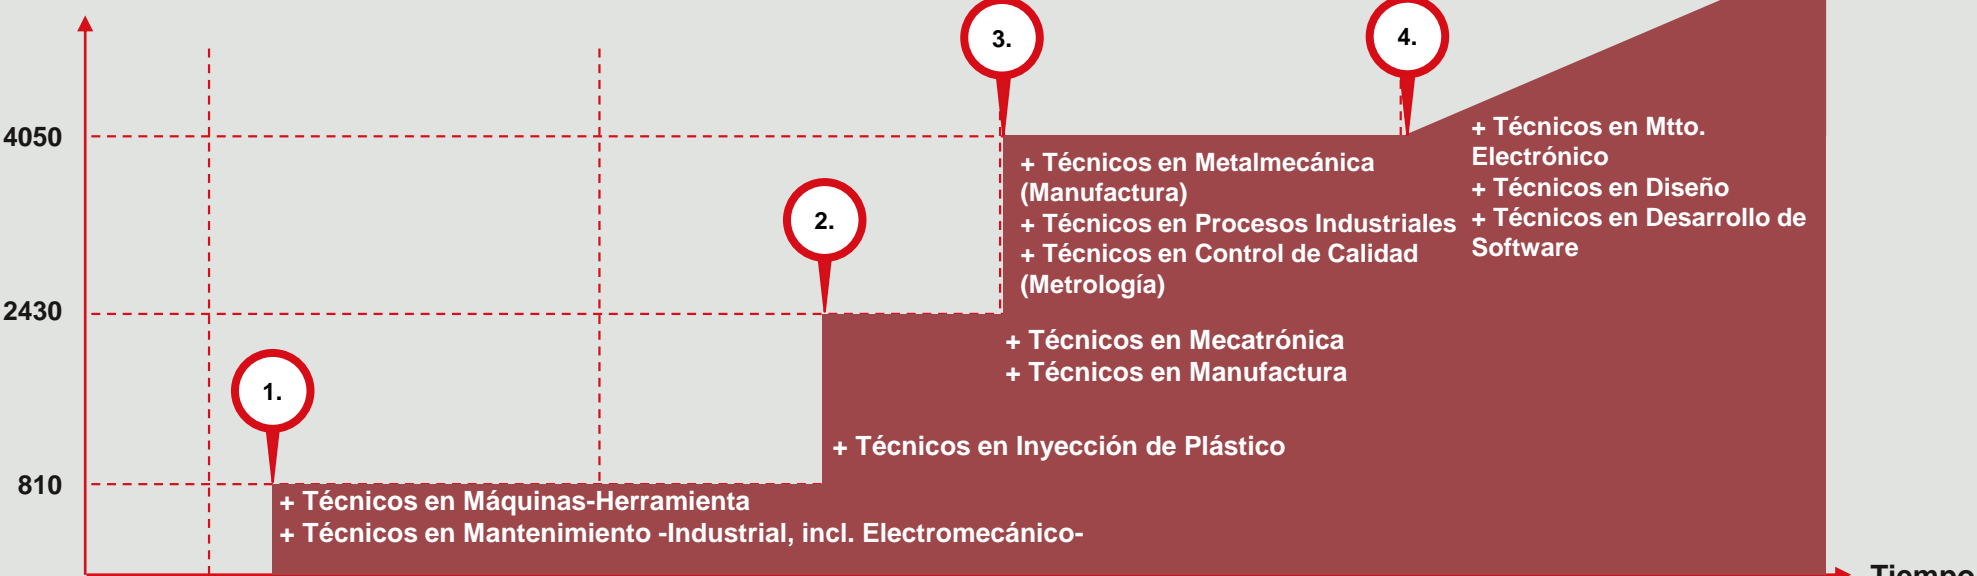 3.
4.
4050
+ Técnicos en Mtto.
Electrónico
+ Técnicos en Diseño
+ Técnicos en Desarrollo de
Software
+ Técnicos en Metalmecánica
(Manufactura)
+ Técnicos en Procesos Industriales
+ Técnicos en Control de Calidad
(Metrología)
2.
2430
+ Técnicos en Mecatrónica
+ Técnicos en Manufactura
1.
+ Técnicos en Inyección de Plástico
810
+ Técnicos en Máquinas-Herramienta
+ Técnicos en Mantenimiento -Industrial, incl. Electromecánico-
Tiempo